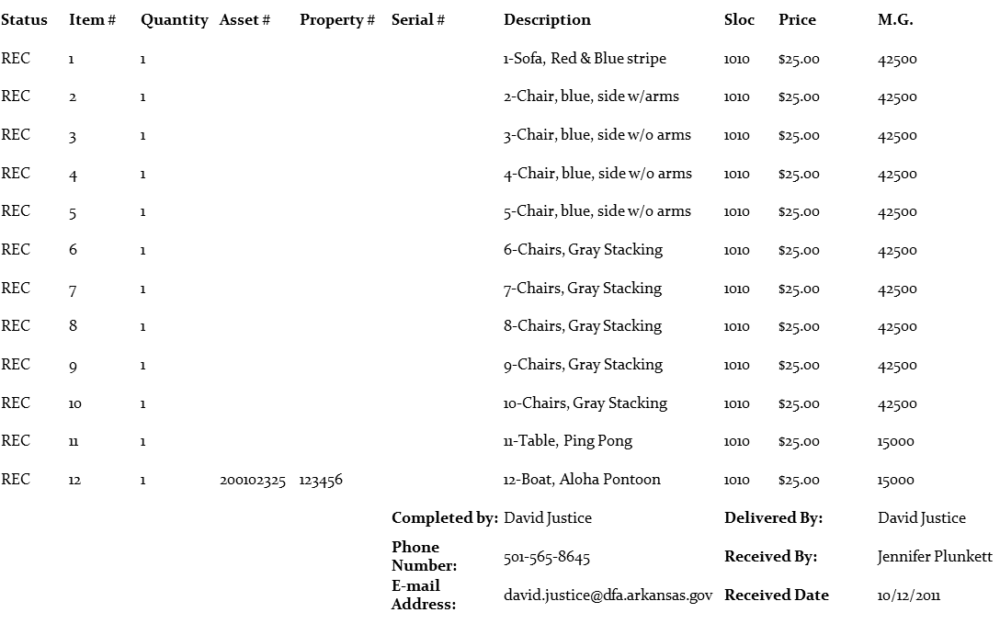 Status Item # Quantity Asset # Property # Serial # Description Sloc Price M.G.
REC 1 1 1-Sofa, Red & Blue stripe 1010 $25.00 42500
REC 2 1 2-Chair, blue, side w/arms 1010 $25.00 42500
REC 3 1 3-Chair, blue, side w/o arms 1010 $25.00 42500
REC 4 1 4-Chair, blue, side w/o arms 1010 $25.00 42500
REC 5 1 5-Chair, blue, side w/o arms 1010 $25.00 42500
REC 6 1 6-Chairs, Gray Stacking 1010 $25.00 42500
REC 7 1 7-Chairs, Gray Stacking 1010 $25.00 42500
REC 8 1 8-Chairs, Gray Stacking 1010 $25.00 42500
REC 9 1 9-Chairs, Gray Stacking 1010 $25.00 42500
REC 10 1 10-Chairs, Gray Stacking 1010 $25.00 42500
REC 11 1 11-Table, Ping Pong 1010 $25.00 15000
REC 12 1 200102325 123456 12-Boat, Aloha Pontoon 1010 $25.00 15000
Completed by: David Justice Delivered By: David Justice
Phone
Number: 501-565-8645 Received By: Jennifer Plunkett
E-mail
Address: david.justice@dfa.arkansas.gov Received Date 10/12/2011